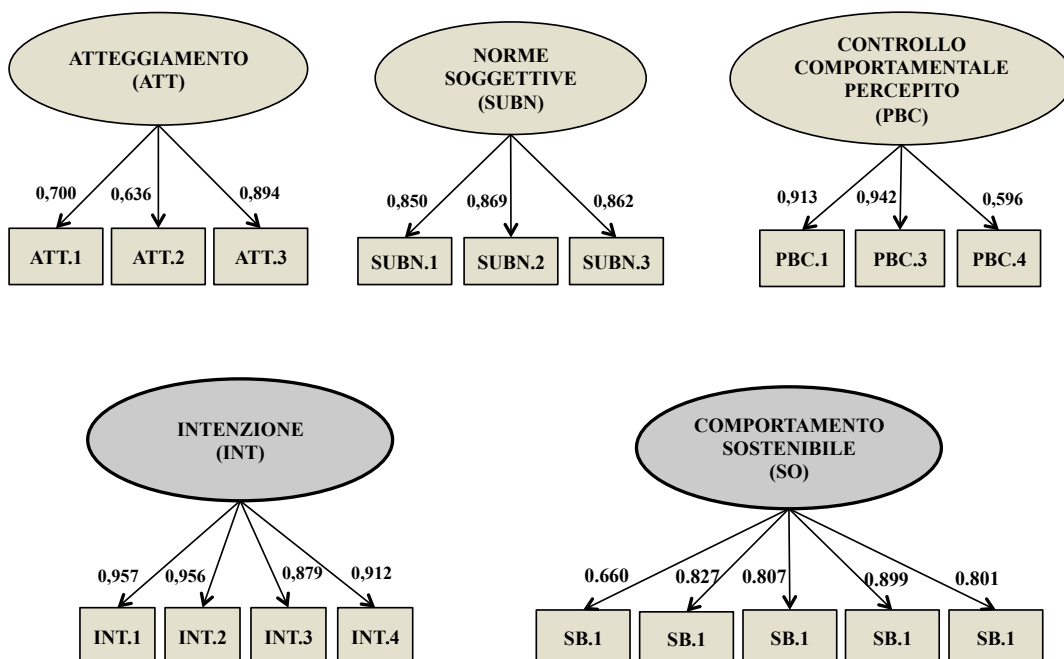 ATTEGGIAMENTO
(ATT)
NORME
SOGGETTIVE
(SUBN)
CONTROLLO
COMPORTAMENTALE
PERCEPITO
(PBC)
0,700
0,636
0,894
0,850
0,869
0,862
0,913
0,942
0,596
ATT.1
ATT.2
ATT.3
SUBN.1
SUBN.2
SUBN.3
PBC.1
PBC.3
PBC.4
INTENZIONE
(INT)
COMPORTAMENTO
SOSTENIBILE
(SO)
0,957
0,956
0,879
0,912
0.660
0.827
0.807
0.899
0.801
INT.1
INT.2
INT.3
INT.4
SB.1
SB.1
SB.1
SB.1
SB.1